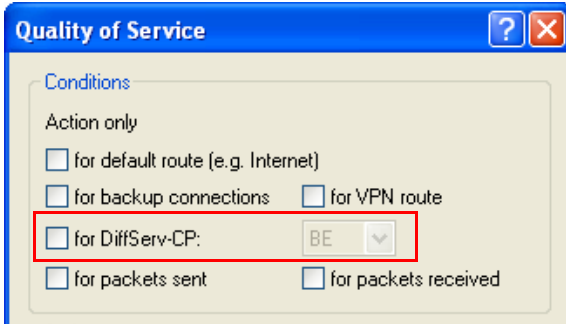 Quality of Service
Conditions
Action only
for default route (e.g. Internet)
for backup connections for VPN route
for DiffServ-CP: BE
for packets sent for packets received